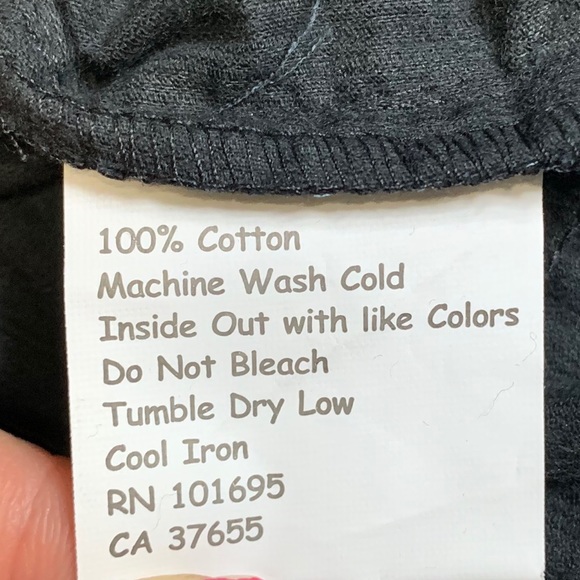 100% Cotton
Machine Wash Cold
Inside Out with like Colors
Do Not Bleach
Tumble Dry Low
Cool Iron
RN 101695
CA 37655